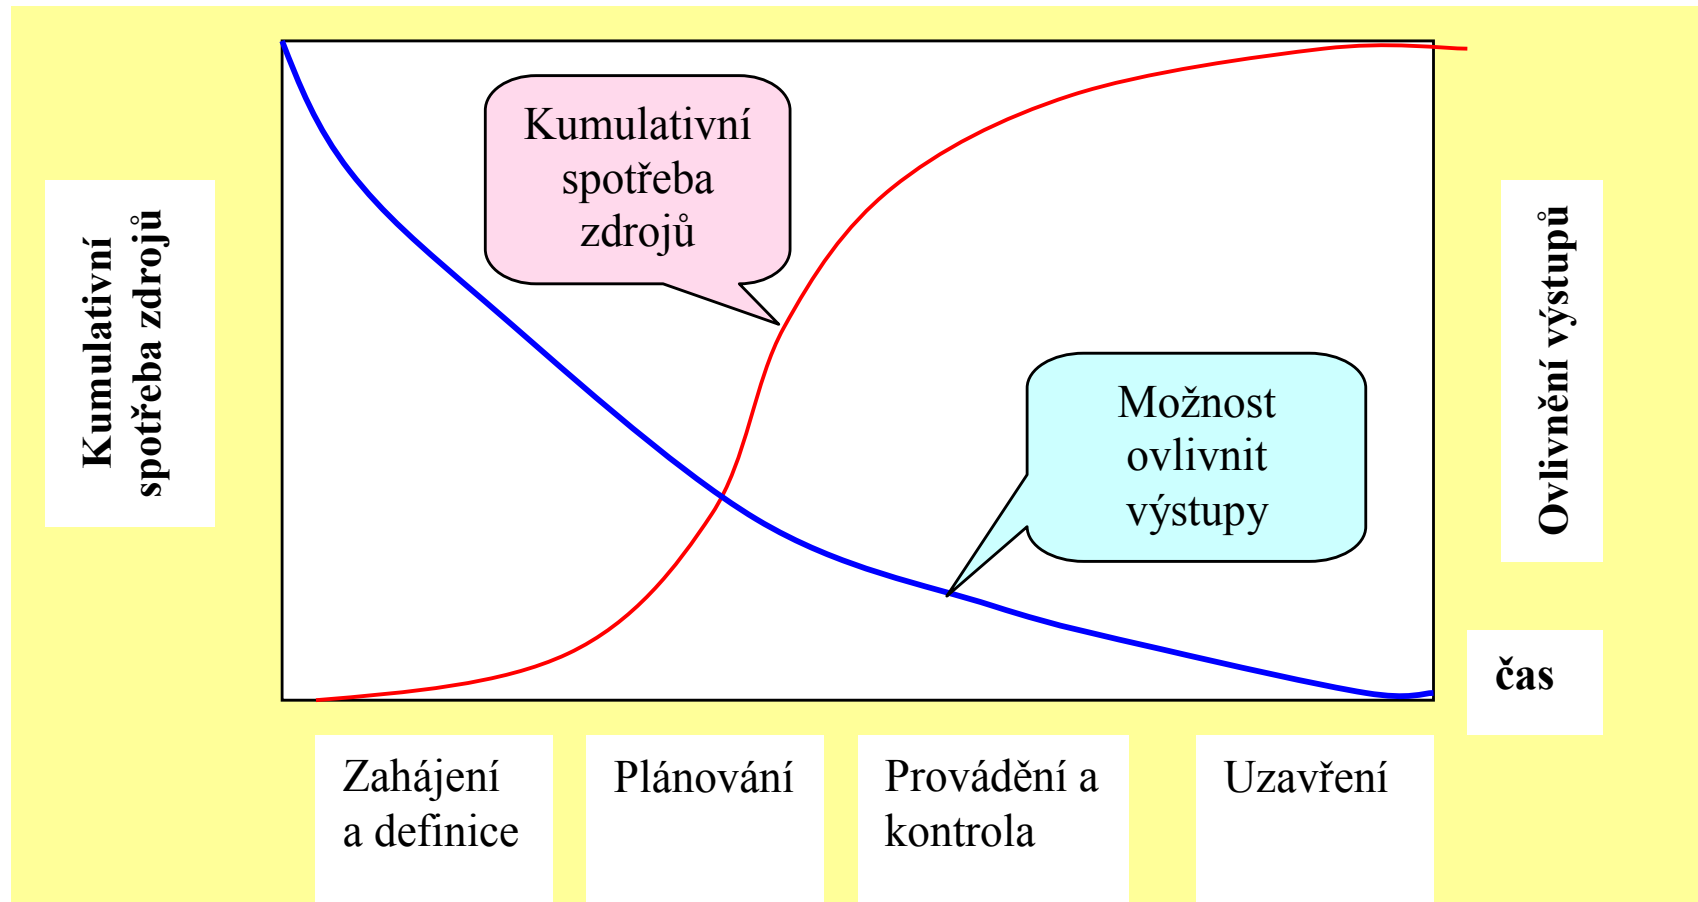 Kumulativní
spotřeba
zdrojů
Kumulativní
spotřeba zdrojů
Ovlivnění výstupů
Možnost
ovlivnit
výstupy
čas
Zahájení
a definice
Plánování
Provádění a
kontrola
Uzavření